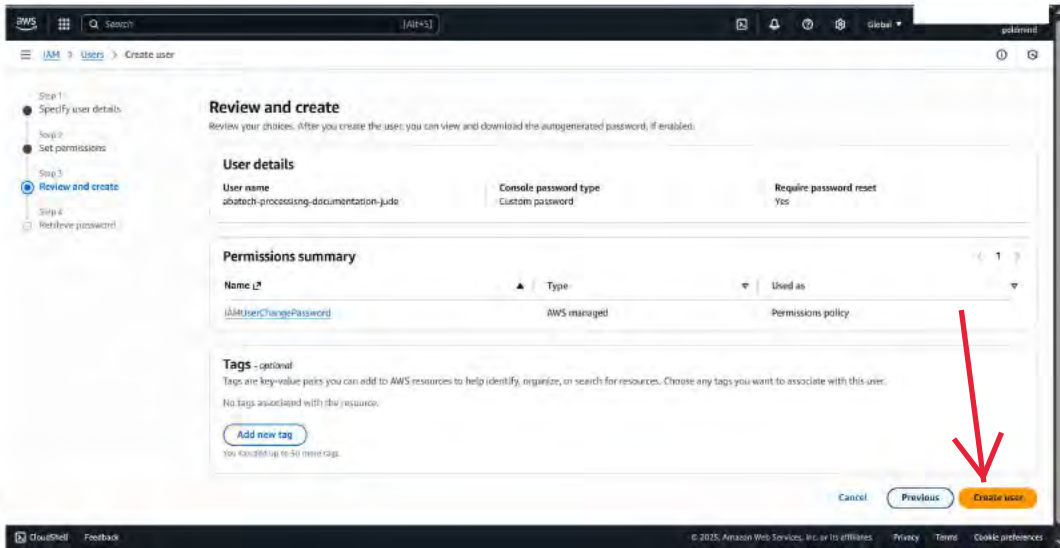 aws
Search
[Alt+S]
Global
IAM > Users > Create user
Step 1
Specify user details
Step 2
Set permissions
Step 3
Review and create
Step 4
Retrieve password
Review and create
Review your choices. After you create the user, you can view and download the autogenerated password, if enabled.
User details
User name
abatech-processisng-documentation-jude
Console password type
Custom password
Require password reset
Yes
Permissions summary
1
Name
Type
Used as
IAMUserChangePassword
AWS managed
Permissions policy
Tags - optional
Tags are key-value pairs you can add to AWS resources to help identify, organize, or search for resources. Choose any tags you want to associate with this user.
No tags associated with the resource.
Add new tag
You can add up to 50 more tags.
Cancel
Previous
Create user
CloudShell
Feedback
© 2025, Amazon Web Services, Inc. or its affiliates.
Privacy
Terms
Cookie preferences